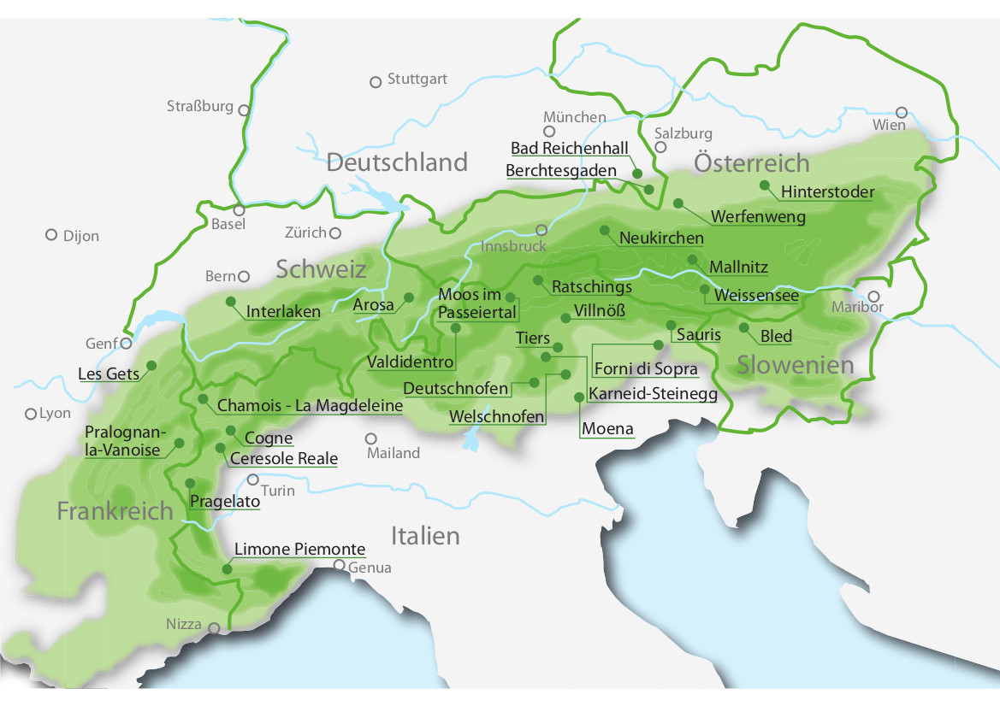 Stuttgart
Straßburg
München
Wien
Salzburg
Bad Reichenhall
Deutschland
Österreich
Berchtesgaden
Hinterstoder
Basel
Werfenweng
Zürich
Dijon
Innsbruck
Neukirchen
Schweiz
Bern
Mallnitz
Ratschings
Moos im
Passeiertal
Weissensee
Maribor
Arosa
Interlaken
Villnöß
Sauris
Bled
Tiers
Genf
Valdidentro
Les Gets
Forni di Sopra
Slowenien
Deutschnofen
Karneid-Steinegg
Chamois - La Magdeleine
Lyon
Welschnofen
Moena
Pralognan-
la-Vanoise
Cogne
Mailand
Ceresole Reale
Turin
Pragelato
Frankreich
Italien
Limone Piemonte
Genua
Nizza